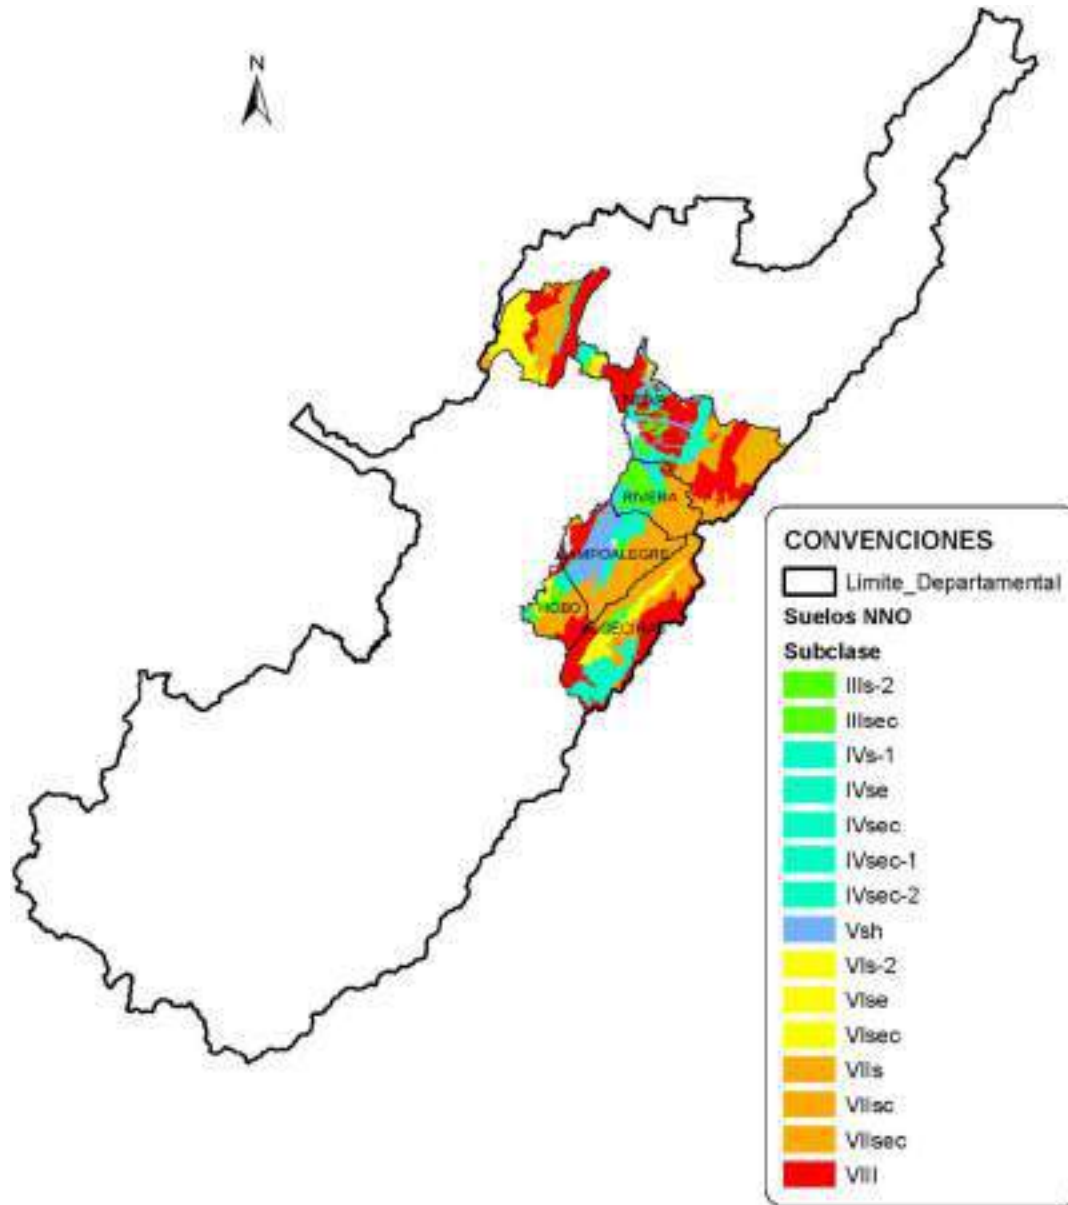 N
RIVIERA
CAMPOALEGRE
HOBO
CONVENCIONES
Limite_Departamental
Suelos NNO
Subclase
IIIs-2
IIIsec
IVs-1
IVse
IVsec
IVsec-1
IVsec-2
Vsh
VIs-2
VIse
VIsec
VIIs
VIIsc
VIIsec
VIII